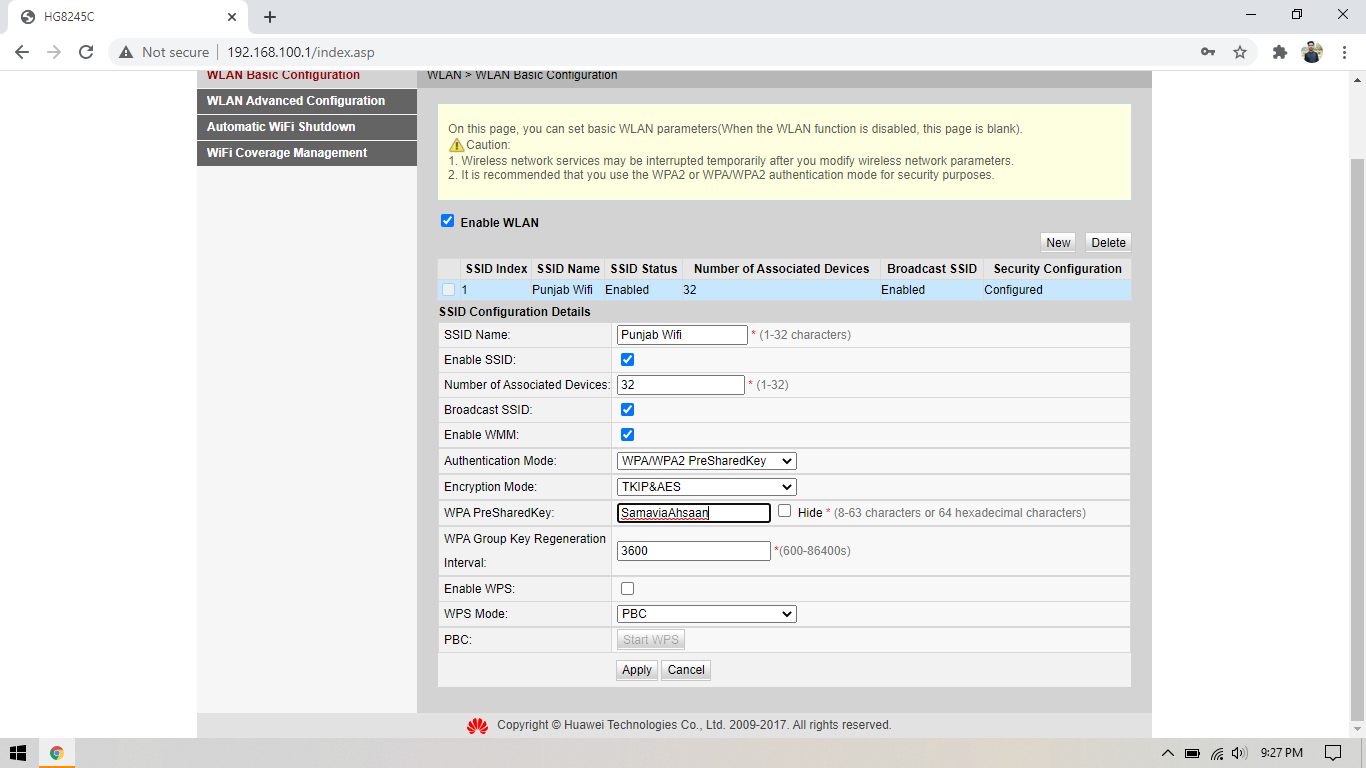 HG8245C
Not secure | 192.168.100.1/index.asp
WLAN Basic Configuration
WLAN Advanced Configuration
Automatic WiFi Shutdown
WiFi Coverage Management
WLAN > WLAN Basic Configuration
On this page, you can set basic WLAN parameters(When the WLAN function is disabled, this page is blank).
Caution:
1. Wireless network services may be interrupted temporarily after you modify wireless network parameters.
2. It is recommended that you use the WPA2 or WPA/WPA2 authentication mode for security purposes.
Enable WLAN
New Delete
SSID Index SSID Name SSID Status Number of Associated Devices Broadcast SSID Security Configuration
1 Punjab Wifi Enabled 32 Enabled Configured
SSID Configuration Details
SSID Name: Punjab Wifi * (1-32 characters)
Enable SSID:
Number of Associated Devices: 32 * (1-32)
Broadcast SSID:
Enable WMM:
Authentication Mode: WPA/WPA2 PreSharedKey
Encryption Mode: TKIP&AES
WPA PreSharedKey: SamaviaAhsaan Hide * (8-63 characters or 64 hexadecimal characters)
WPA Group Key Regeneration
Interval: 3600 *(600-86400s)
Enable WPS:
WPS Mode: PBC
PBC: Start WPS
Apply Cancel
Copyright © Huawei Technologies Co., Ltd. 2009-2017. All rights reserved.
9:27 PM